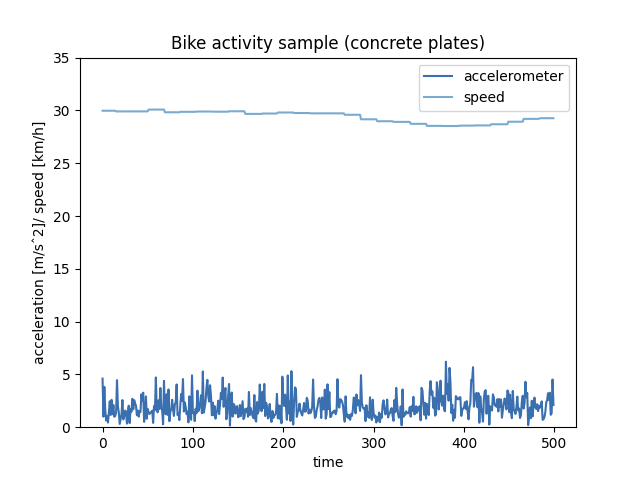 Bike activity sample (concrete plates)
accelerometer
speed
acceleration [m/s^2]/ speed [km/h]
35
30
25
20
15
10
5
0
0 100 200 300 400 500
time